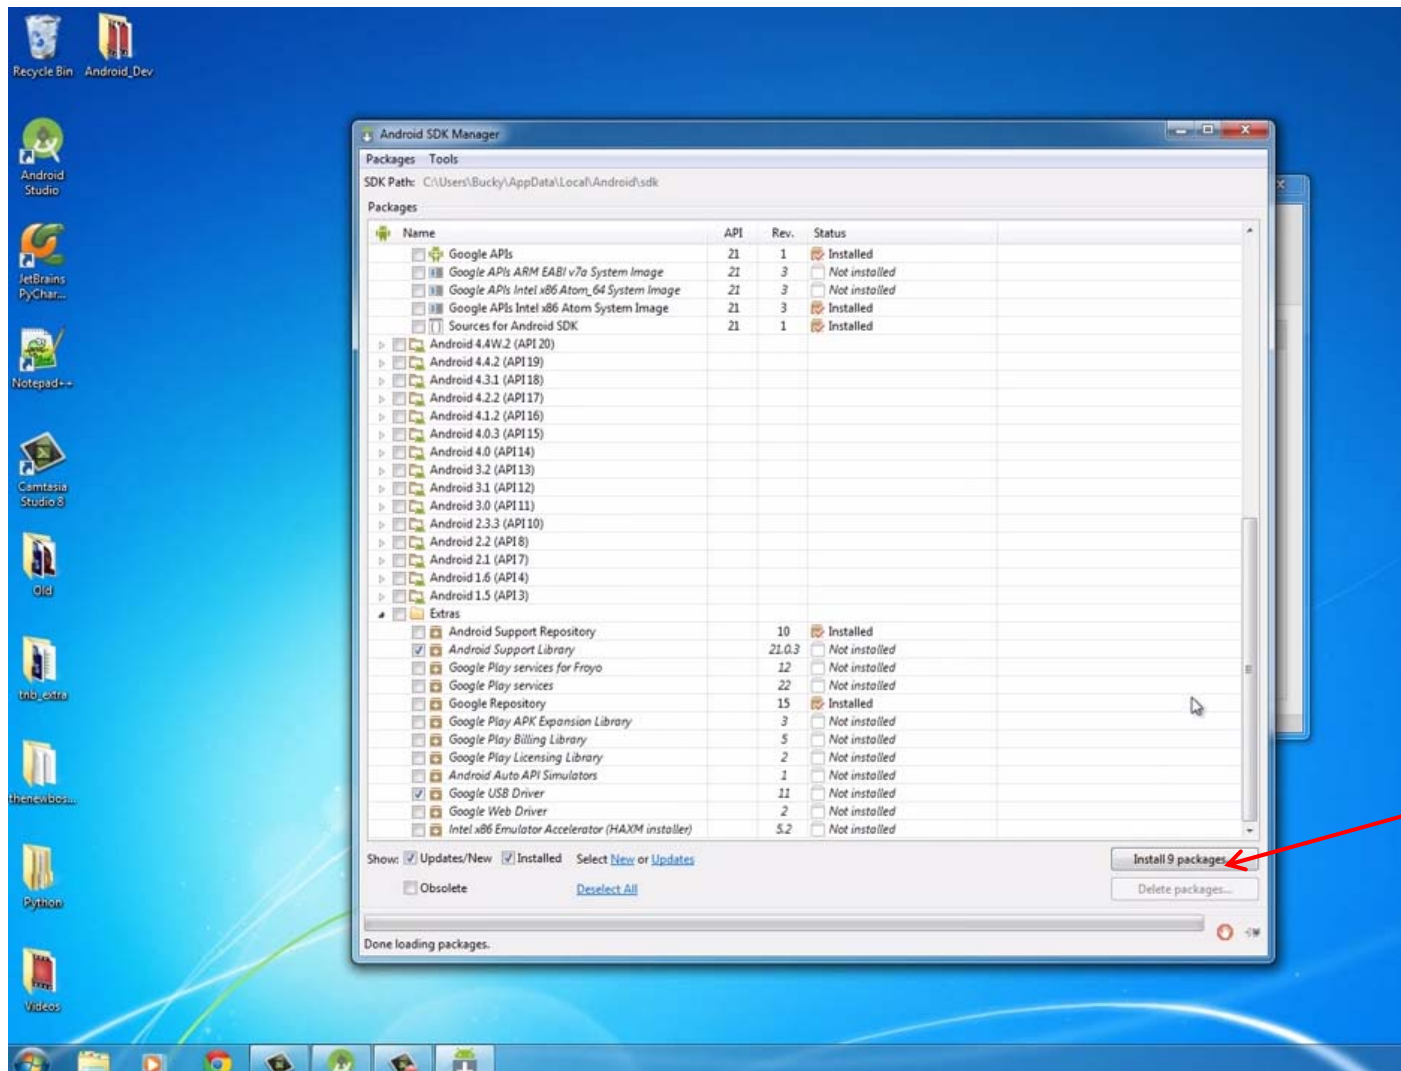 Recycle Bin
Android_Dev
Android
Studio
JetBrains
PyChar...
Notepad++
Camtasia
Studio 8
Old
tnb_extra
thenewbos...
Python
Videos
Android SDK Manager
Packages Tools
SDK Path: C:\Users\Bucky\AppData\Local\Android\sdk
Packages
Name API Rev. Status
Google APIs 21 1 Installed
Google APIs ARM EABI v7a System Image 21 3 Not installed
Google APIs Intel x86 Atom_64 System Image 21 3 Not installed
Google APIs Intel x86 Atom System Image 21 3 Installed
Sources for Android SDK 21 1 Installed
Android 4.4W.2 (API 20)
Android 4.4.2 (API 19)
Android 4.3.1 (API 18)
Android 4.2.2 (API 17)
Android 4.1.2 (API 16)
Android 4.0.3 (API 15)
Android 4.0 (API 14)
Android 3.2 (API 13)
Android 3.1 (API 12)
Android 3.0 (API 11)
Android 2.3.3 (API 10)
Android 2.2 (API 8)
Android 2.1 (API 7)
Android 1.6 (API 4)
Android 1.5 (API 3)
Extras
Android Support Repository 10 Installed
Android Support Library 21.0.3 Not installed
Google Play services for Froyo 12 Not installed
Google Play services 22 Not installed
Google Repository 15 Installed
Google Play APK Expansion Library 3 Not installed
Google Play Billing Library 5 Not installed
Google Play Licensing Library 2 Not installed
Android Auto API Simulators 1 Not installed
Google USB Driver 11 Not installed
Google Web Driver 2 Not installed
Intel x86 Emulator Accelerator (HAXM installer) 5.2 Not installed
Show: Updates/New Installed Select New or Updates
Install 9 packages...
Obsolete Deselect All
Delete packages...
Done loading packages.